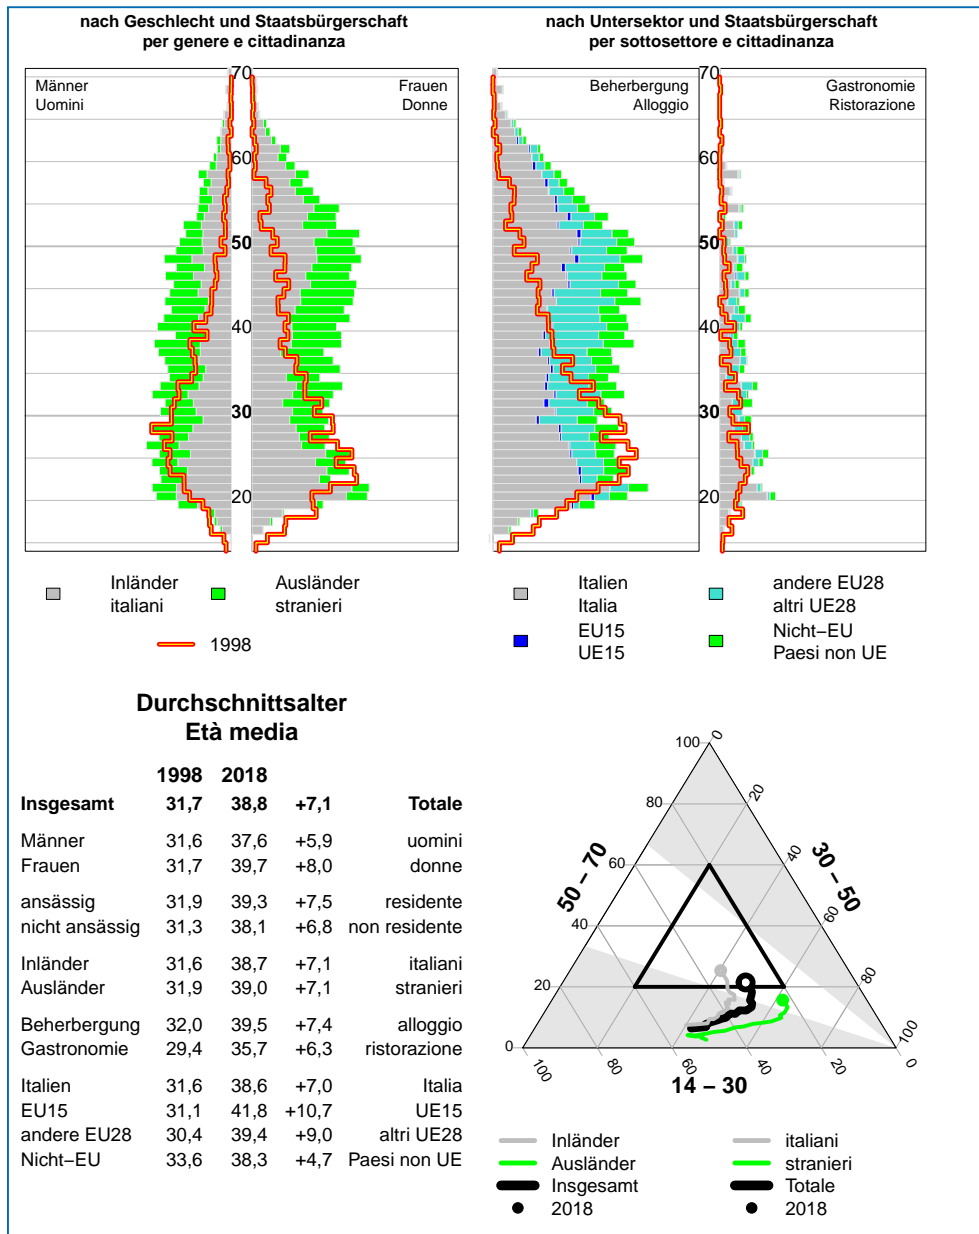 nach Geschlecht und Staatsbürgerschaft
per genere e cittadinanza
nach Untersektor und Staatsbürgerschaft
per sottosettore e cittadinanza
Männer
Uomini
Frauen
Donne
70
60
50
40
30
20
Beherbergung
Alloggio
Gastronomie
Ristorazione
70
60
50
40
30
20
Inländer
italiani
Ausländer
stranieri
1998
Italien
Italia
andere EU28
altri UE28
EU15
UE15
Nicht–EU
Paesi non UE
Durchschnittsalter
Età media
1998 2018
Insgesamt 31,7 38,8 +7,1 Totale
Männer 31,6 37,6 +5,9 uomini
Frauen 31,7 39,7 +8,0 donne
ansässig 31,9 39,3 +7,5 residente
nicht ansässig 31,3 38,1 +6,8 non residente
Inländer 31,6 38,7 +7,1 italiani
Ausländer 31,9 39,0 +7,1 stranieri
Beherbergung 32,0 39,5 +7,4 alloggio
Gastronomie 29,4 35,7 +6,3 ristorazione
Italien 31,6 38,6 +7,0 Italia
EU15 31,1 41,8 +10,7 UE15
andere EU28 30,4 39,4 +9,0 altri UE28
Nicht–EU 33,6 38,3 +4,7 Paesi non UE
100
80
60
40
20
0
50 – 70
0
20
40
60
80
100
30 – 50
100
80
60
40
20
0
14 – 30
Inländer italiani
Ausländer stranieri
Insgesamt Totale
2018 2018